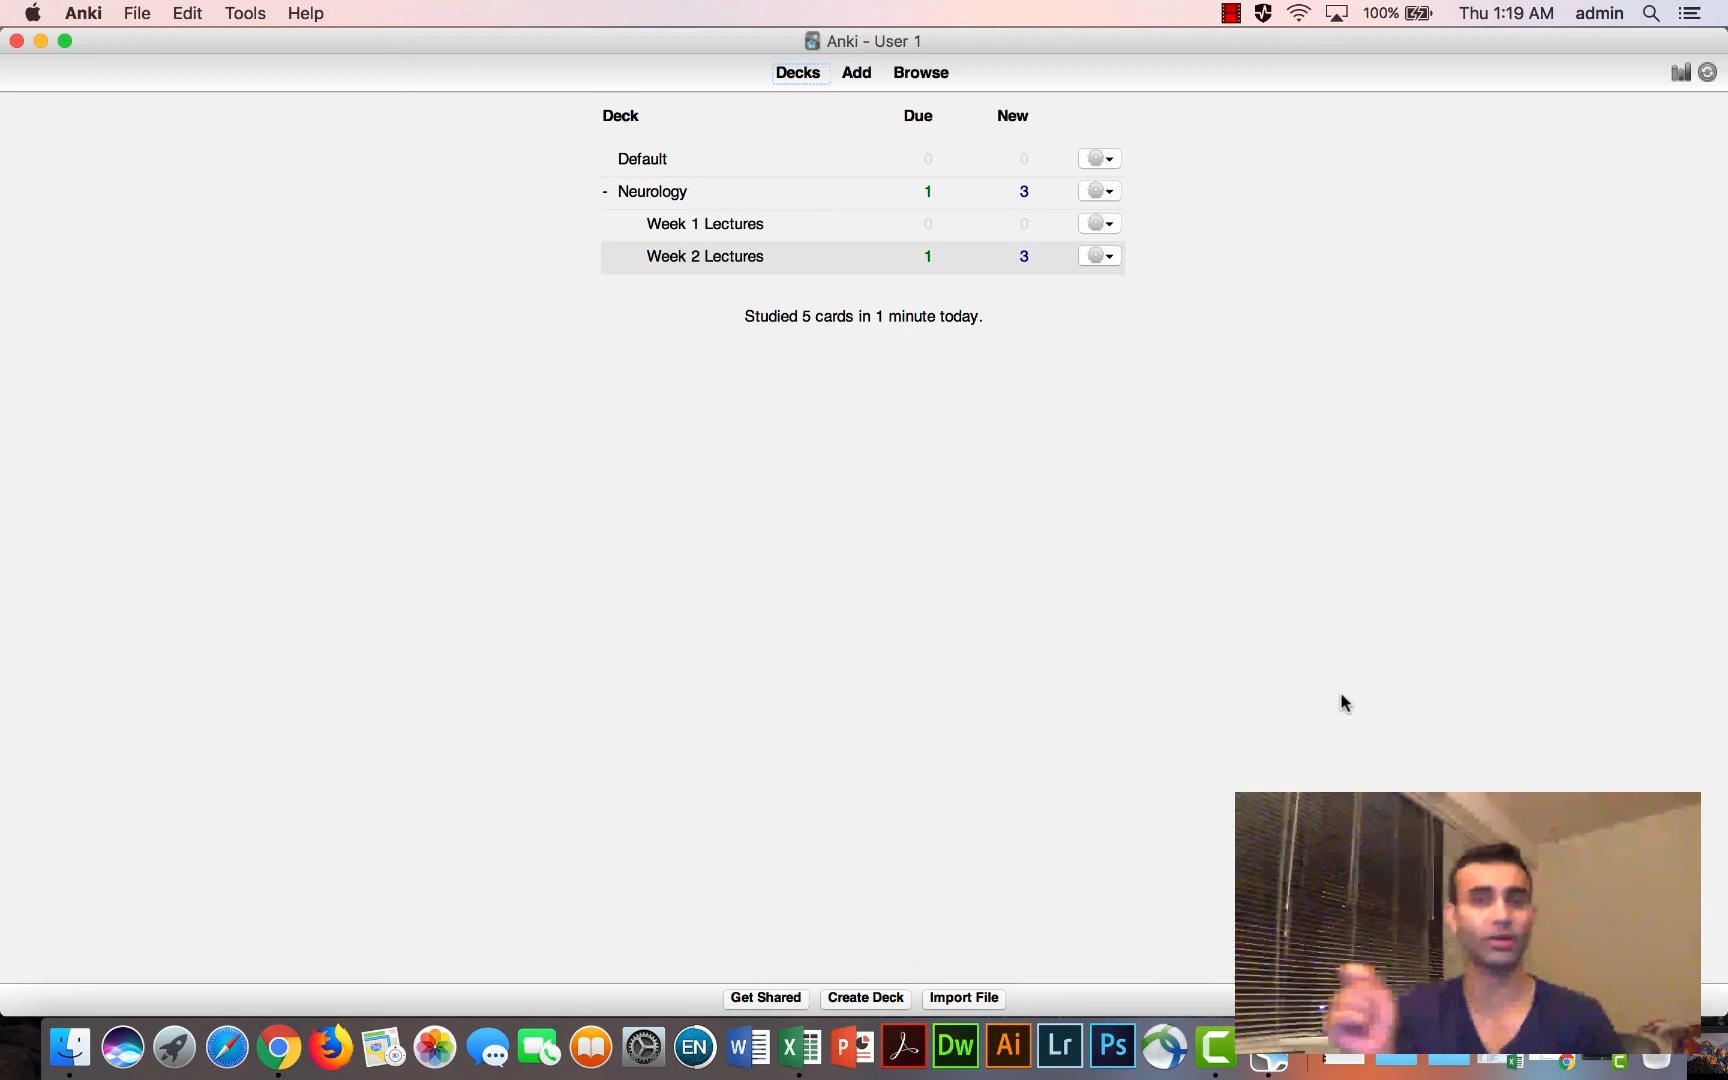 Anki File Edit Tools Help 100% Thu 1:19 AM admin
Anki - User 1
Decks Add Browse
Deck Due New
Default 0 0
- Neurology 1 3
Week 1 Lectures 0 0
Week 2 Lectures 1 3
Studied 5 cards in 1 minute today.
Get Shared Create Deck Import File
EN W X P Dw Ai Lr Ps C